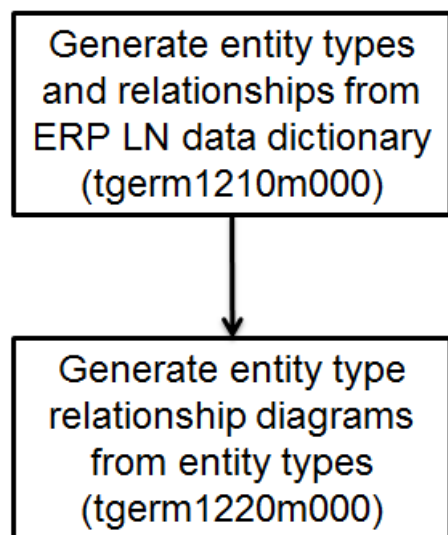 Generate entity types
and relationships from
ERP LN data dictionary
(tgerm1210m000)
Generate entity type
relationship diagrams
from entity types
(tgerm1220m000)